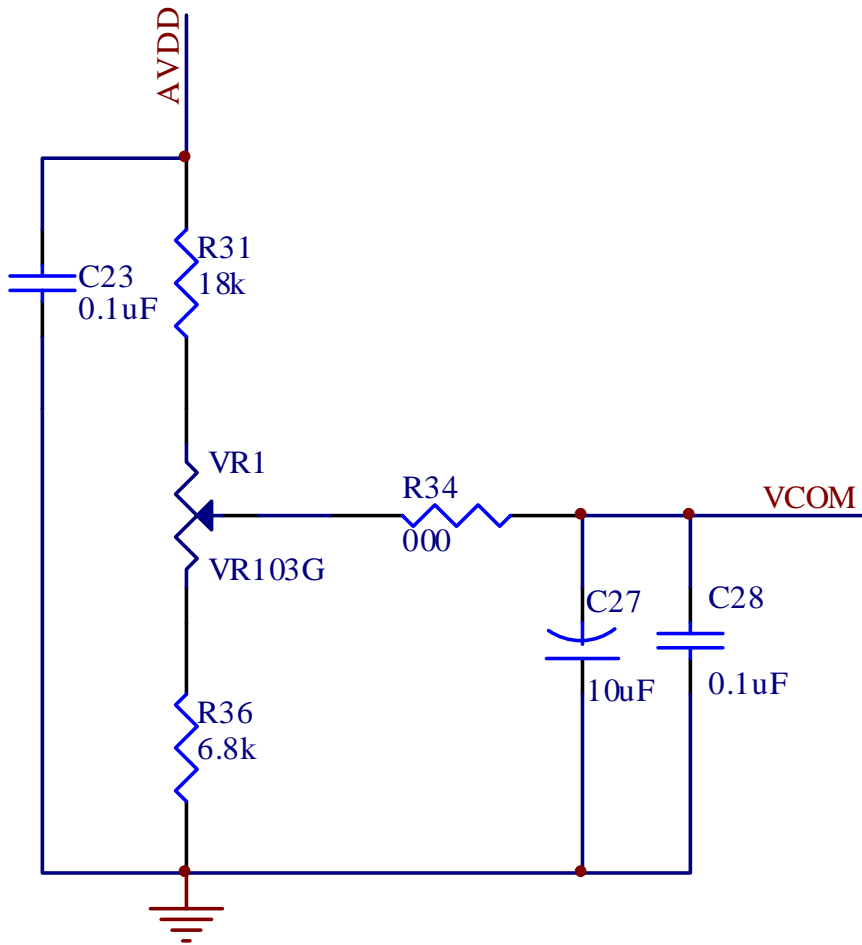 AVDD
R31
18k
C23
0.1uF
VR1
VR103G
R34
000
VCOM
C27
10uF
C28
0.1uF
R36
6.8k